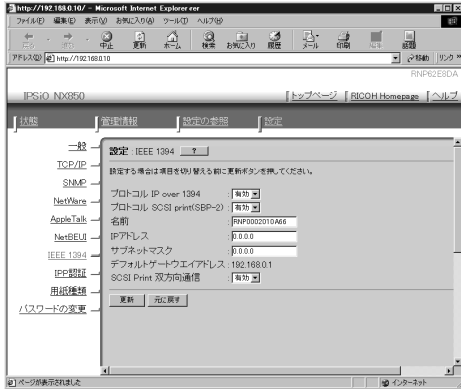 http://192.168.0.10/ - Microsoft Internet Explorer
ファイル(F) 編集(E) 表示(V) お気に入り(A) ツール(T) ヘルプ(H)
戻る 進む 中止 更新 ホーム 検索 お気に入り 履歴 メール 印刷 編集 話題
アドレス(D) http://192.168.0.10 移動 リンク »
RNP62E8DA
IPSiO NX850 [トップページ [RICOH Homepage [ヘルプ
状態 管理情報 設定の参照 設定
一般
TCP/IP
SNMP
NetWare
AppleTalk
NetBEUI
IEEE 1394
IPP認証
用紙種類
パスワードの変更
設定 : IEEE 1394 ?
設定する場合は項目を切り替える前に更新ボタンを押してください。
プロトコル IP over 1394 : 有効
プロトコル SCSI print(SBP-2) : 有効
名前 : RNP0002010A66
IPアドレス : 0.0.0.0
サブネットマスク : 0.0.0.0
デフォルトゲートウエイアドレス : 192.168.0.1
SCSI Print 双方向通信 : 有効
更新 元に戻す
ページが表示されました インターネット